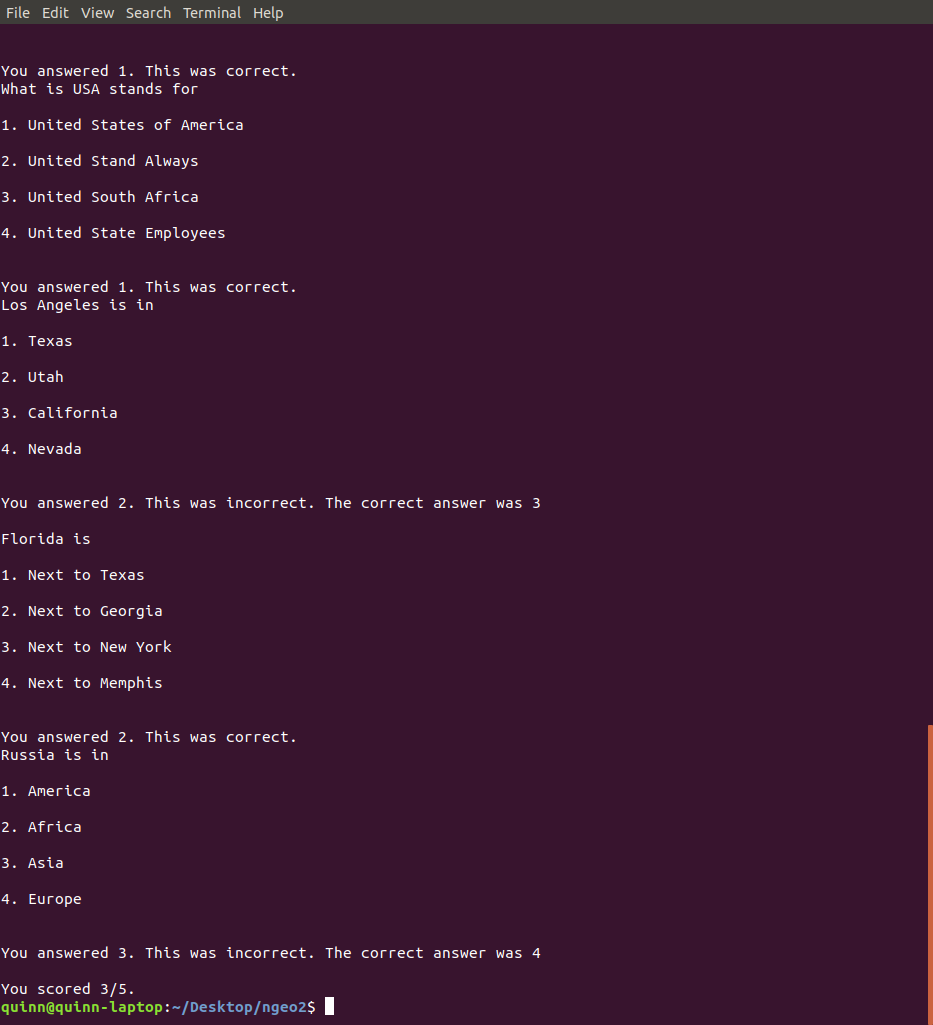 File Edit View Search Terminal Help
You answered 1. This was correct.
What is USA stands for
1. United States of America
2. United Stand Always
3. United South Africa
4. United State Employees
You answered 1. This was correct.
Los Angeles is in
1. Texas
2. Utah
3. California
4. Nevada
You answered 2. This was incorrect. The correct answer was 3
Florida is
1. Next to Texas
2. Next to Georgia
3. Next to New York
4. Next to Memphis
You answered 2. This was correct.
Russia is in
1. America
2. Africa
3. Asia
4. Europe
You answered 3. This was incorrect. The correct answer was 4
You scored 3/5.
quinn@quinn-laptop:~/Desktop/ngeo2$